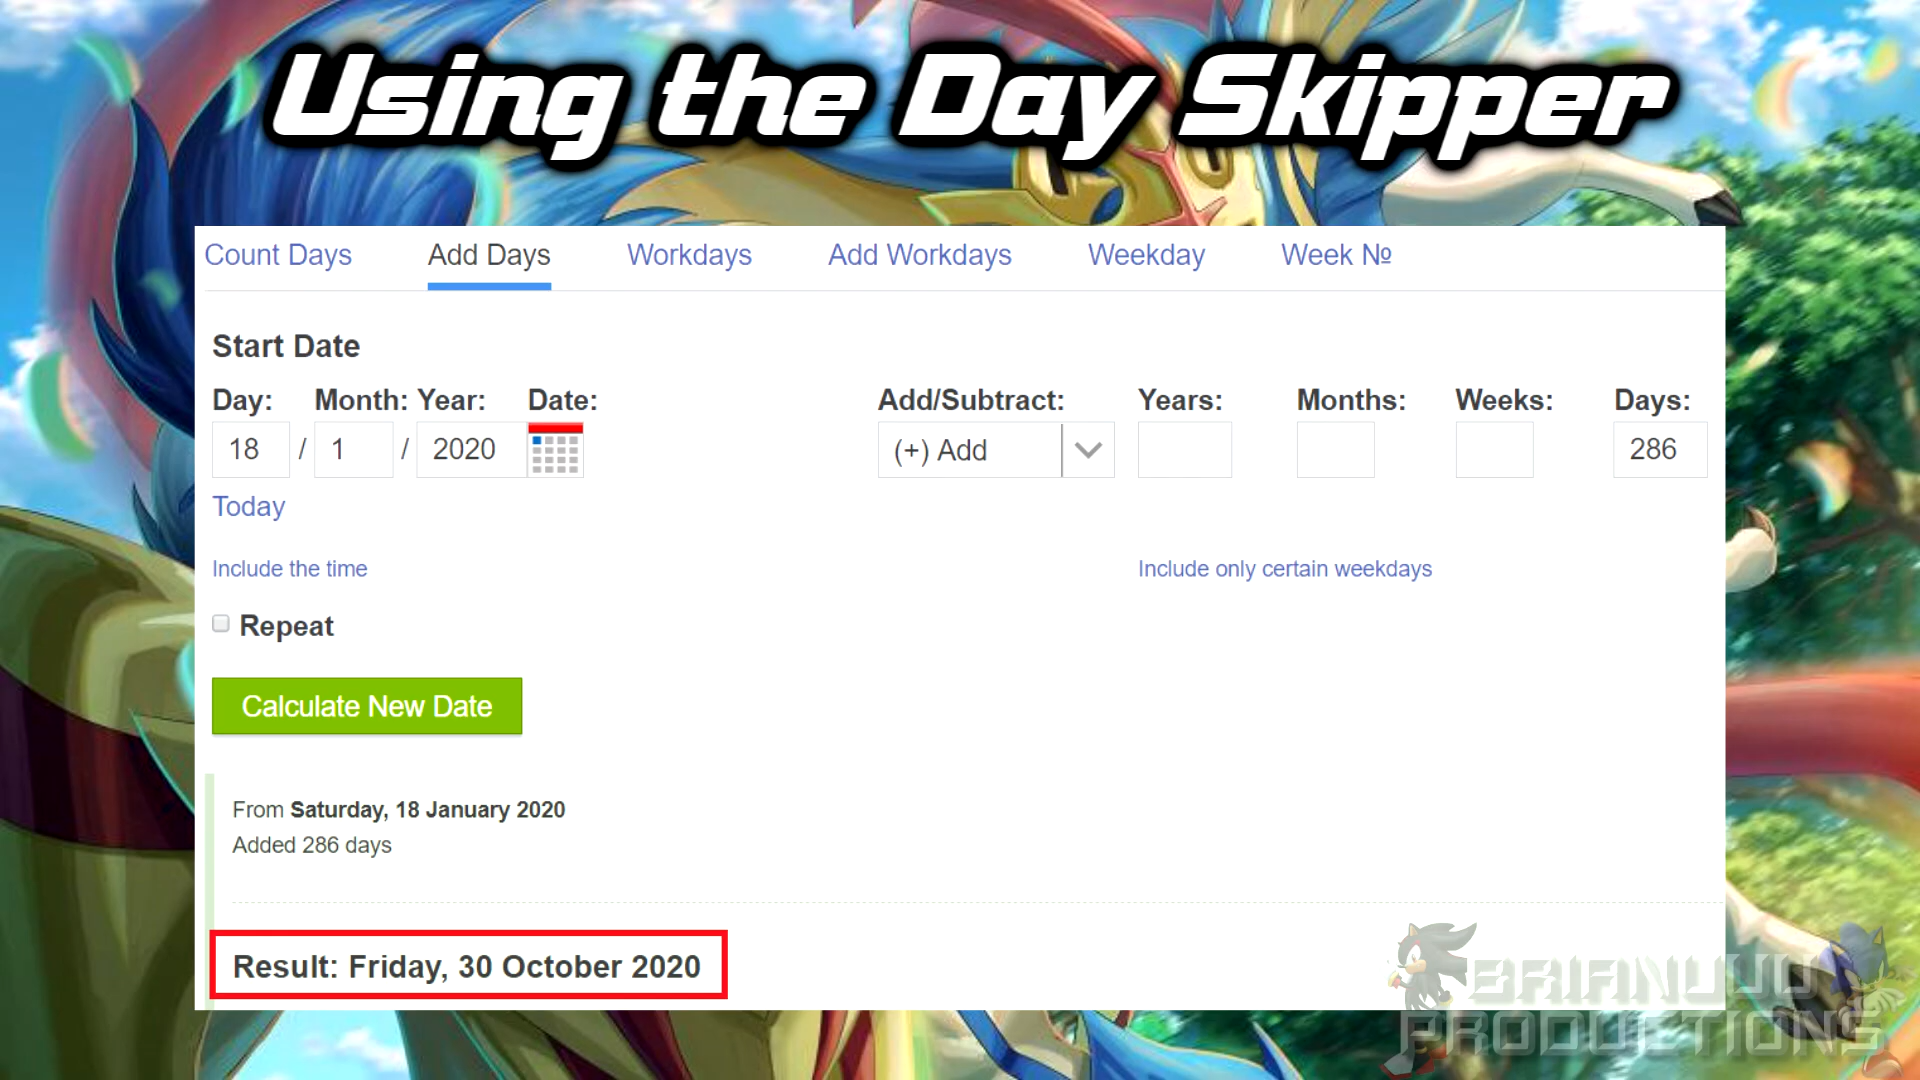 Using the Day Skipper
Count Days Add Days Workdays Add Workdays Weekday Week №
Start Date
Day: Month: Year: Date: Add/Subtract: Years: Months: Weeks: Days:
18 / 1 / 2020 (+) Add 286
Today
Include the time Include only certain weekdays
Repeat
Calculate New Date
From Saturday, 18 January 2020
Added 286 days
Result: Friday, 30 October 2020
BRIANUUU
PRODUCTIONS